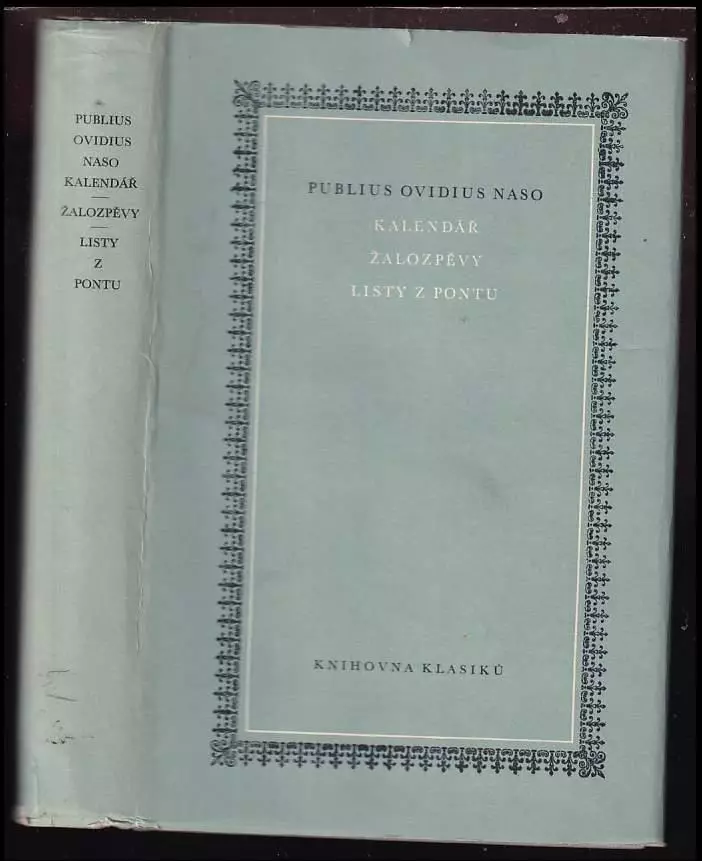 PUBLIUS
OVIDIUS
NASO
KALENDÁŘ
ŽALOZPĚVY
LISTY
Z
PONTU
PUBLIUS OVIDIUS NASO
KALENDÁŘ
ŽALOZPĚVY
LISTY Z PONTU
KNIHOVNA KLASIKŮ